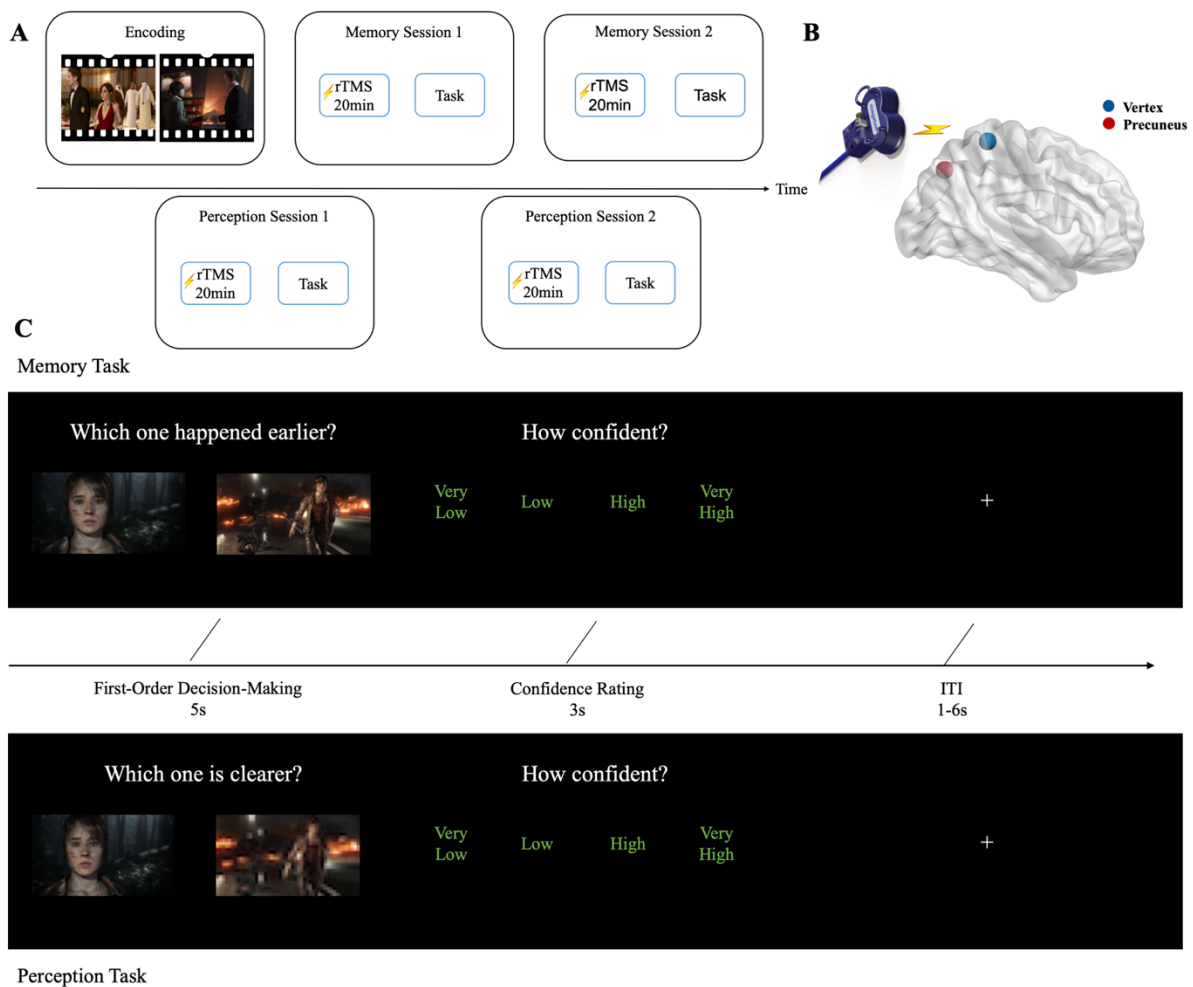 A
Encoding
Memory Session 1
rTMS
20min
Task
Memory Session 2
rTMS
20min
Task
B
Vertex
Precuneus
Time
Perception Session 1
rTMS
20min
Task
Perception Session 2
rTMS
20min
Task
C
Memory Task
Which one happened earlier?
How confident?
Very
Low
Low
High
Very
High
+
First-Order Decision-Making
5s
Confidence Rating
3s
ITI
1-6s
Which one is clearer?
How confident?
Very
Low
Low
High
Very
High
+
Perception Task